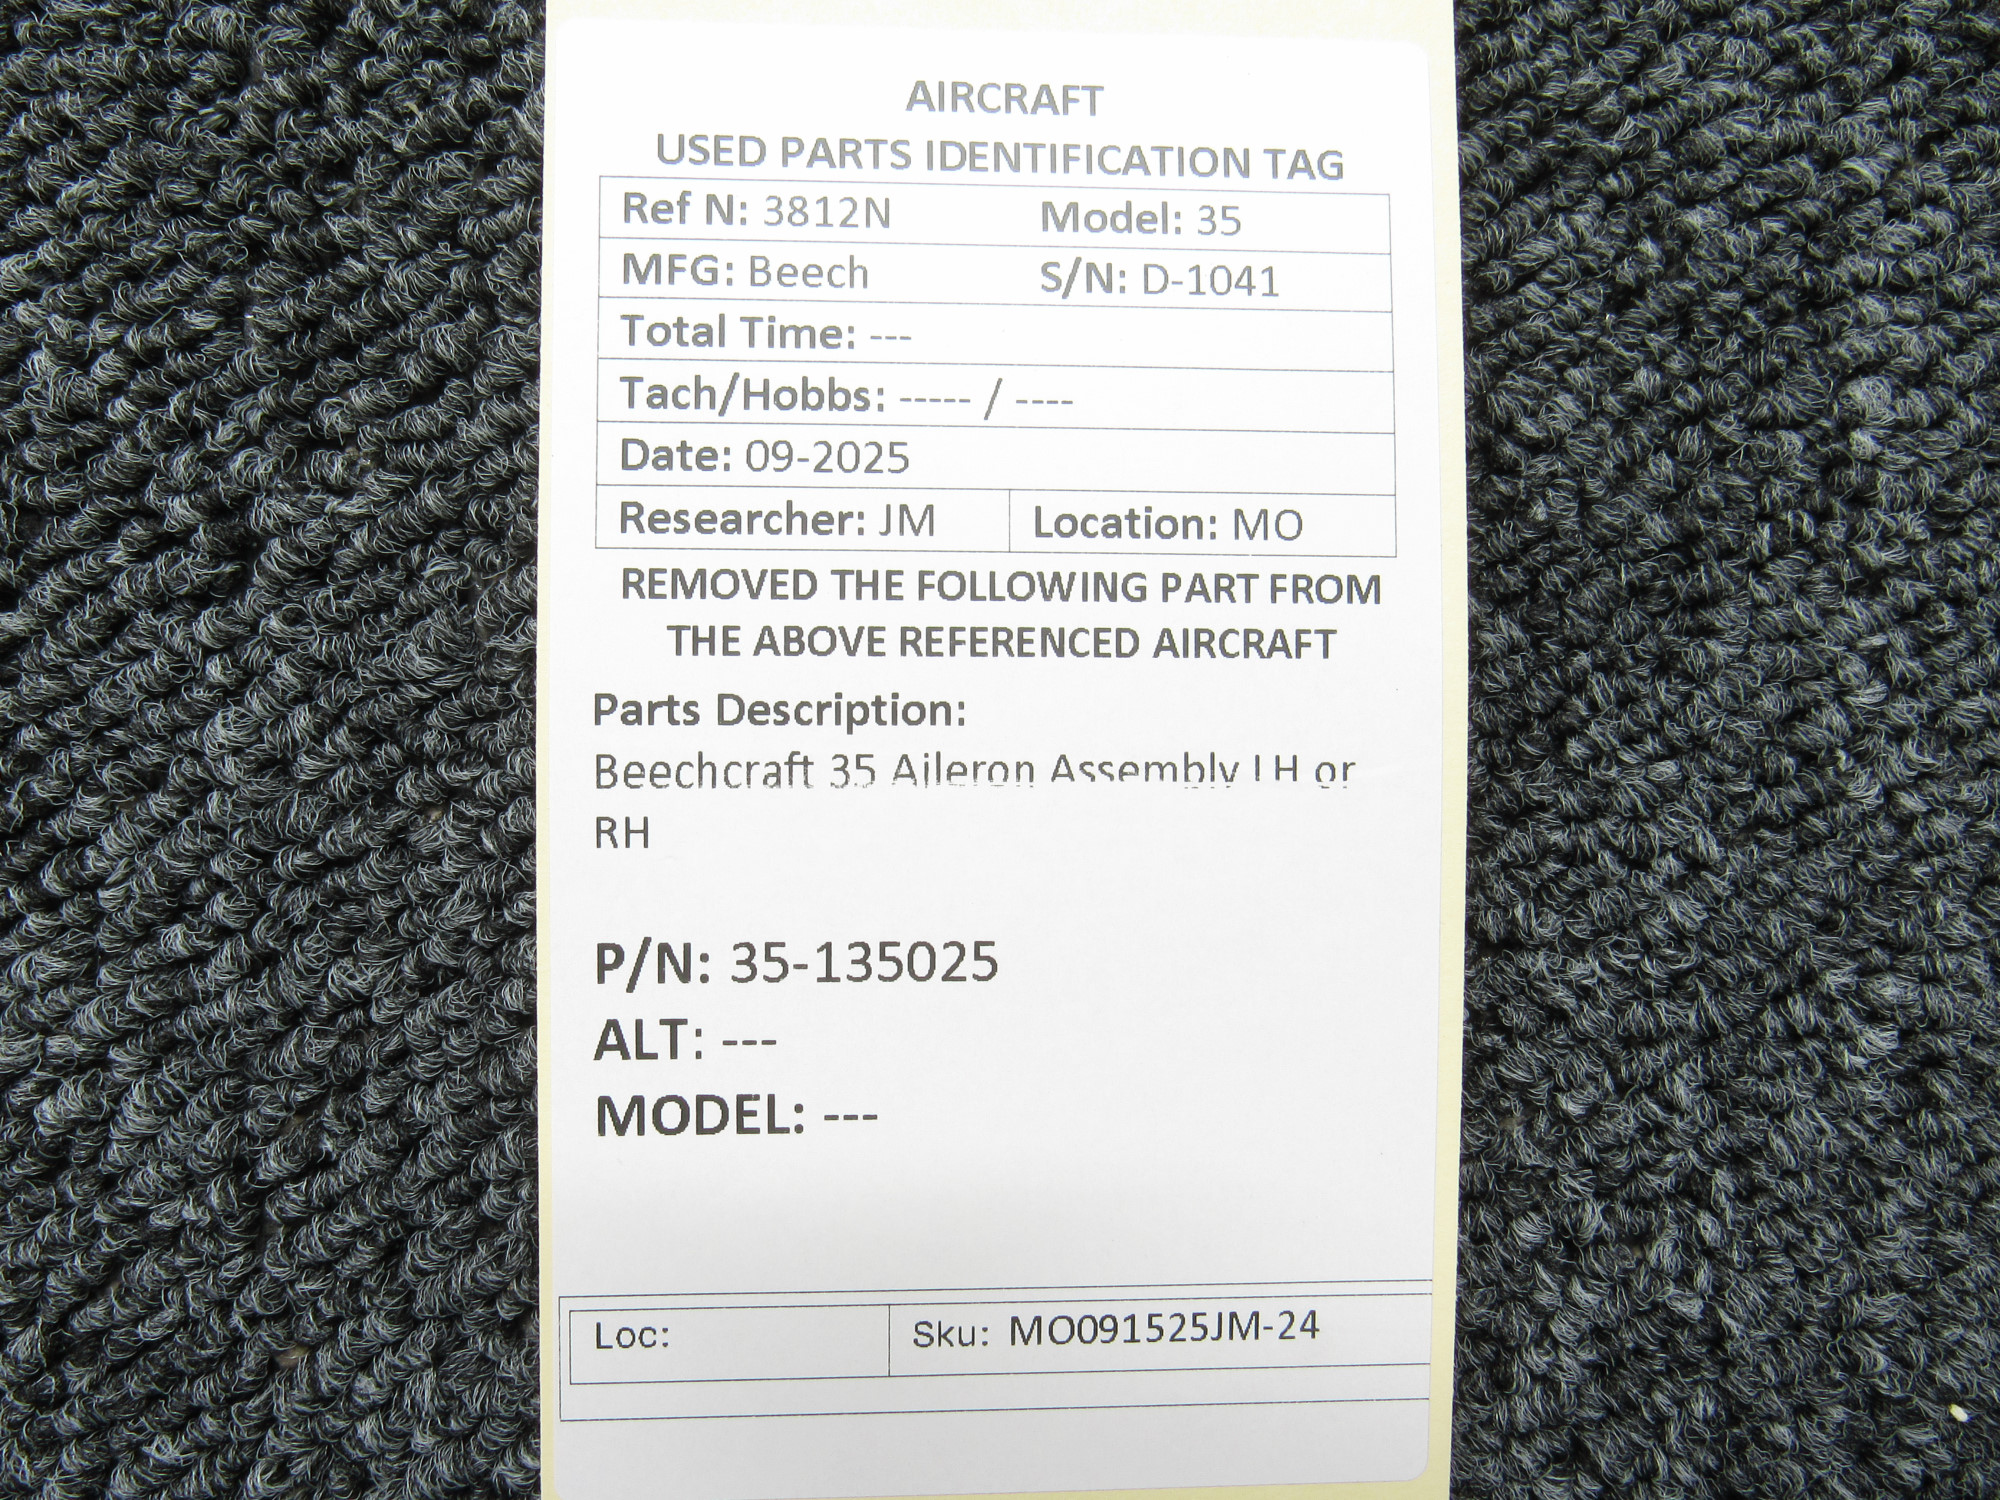 AIRCRAFT
USED PARTS IDENTIFICATION TAG
Ref N: 3812N Model: 35
MFG: Beech S/N: D-1041
Total Time: ---
Tach/Hobbs: ----- / ----
Date: 09-2025
Researcher: JM Location: MO
REMOVED THE FOLLOWING PART FROM
THE ABOVE REFERENCED AIRCRAFT
Parts Description:
Beechcraft 35 Aileron Assembly LH or
RH
P/N: 35-135025
ALT: ---
MODEL: ---
Loc: Sku: MO091525JM-24